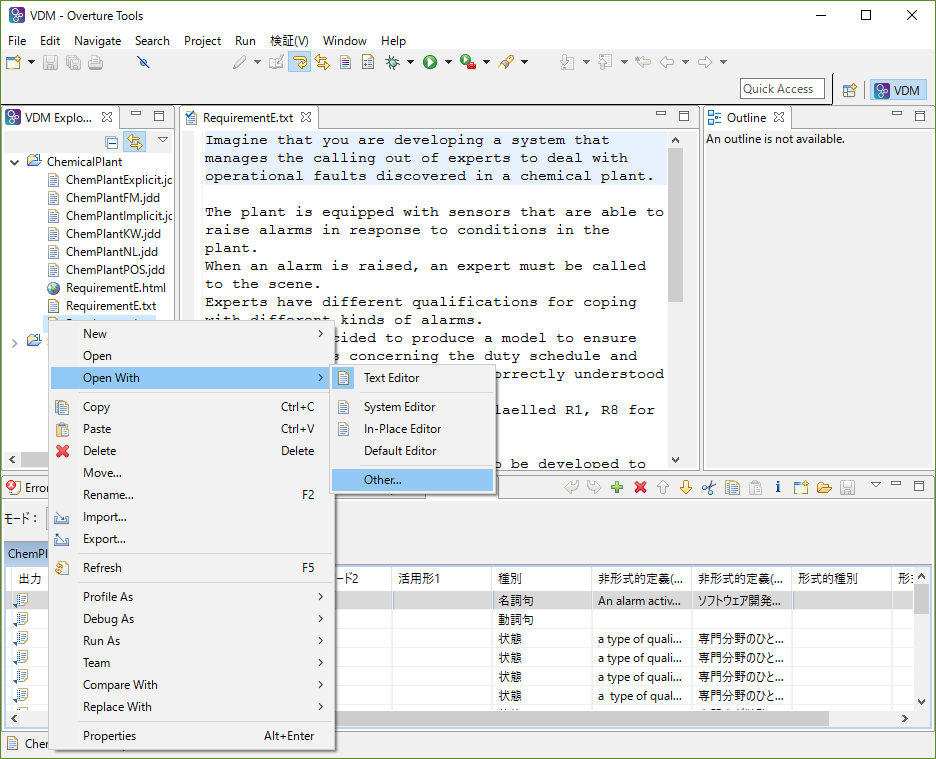 VDM - Overture Tools
File Edit Navigate Search Project Run 検証(V) Window Help
Quick Access
VDM
VDM Explo...
ChemicalPlant
ChemPlantExplicit.jc
ChemPlantFM.jdd
ChemPlantImplicit.jc
ChemPlantKW.jdd
ChemPlantNL.jdd
ChemPlantPOS.jdd
RequirementE.html
RequirementE.txt
RequirementE.txt
Imagine that you are developing a system that
manages the calling out of experts to deal with
operational faults discovered in a chemical plant.
The plant is equipped with sensors that are able to
raise alarms in response to conditions in the
plant.
When an alarm is raised, an expert must be called
to the scene.
Experts have different qualifications for coping
with different kinds of alarms.
cided to produce a model to ensure
s concerning the duty schedule and
orrectly understood
laelled R1, R8 for
o be developed to
Outline
An outline is not available.
New
Open
Open With
Copy Ctrl+C
Paste Ctrl+V
Delete Delete
Move...
Rename... F2
Import...
Export...
Refresh F5
Profile As
Debug As
Run As
Team
Compare With
Replace With
Properties Alt+Enter
Text Editor
System Editor
In-Place Editor
Default Editor
Other...
Error
モード：
ChemPl
出力 ード2 活用形1 種別 非形式的定義(... 非形式的定義(... 形式的種別 形:
名詞句 An alarm activ... ソフトウェア開発...
動詞句
状態 a type of quali... 専門分野のひと...
状態 a type of quali... 専門分野のひと...
状態 a type of quali... 専門分野のひと...
状態 a type of qual... 専門分野のひと...
Chen